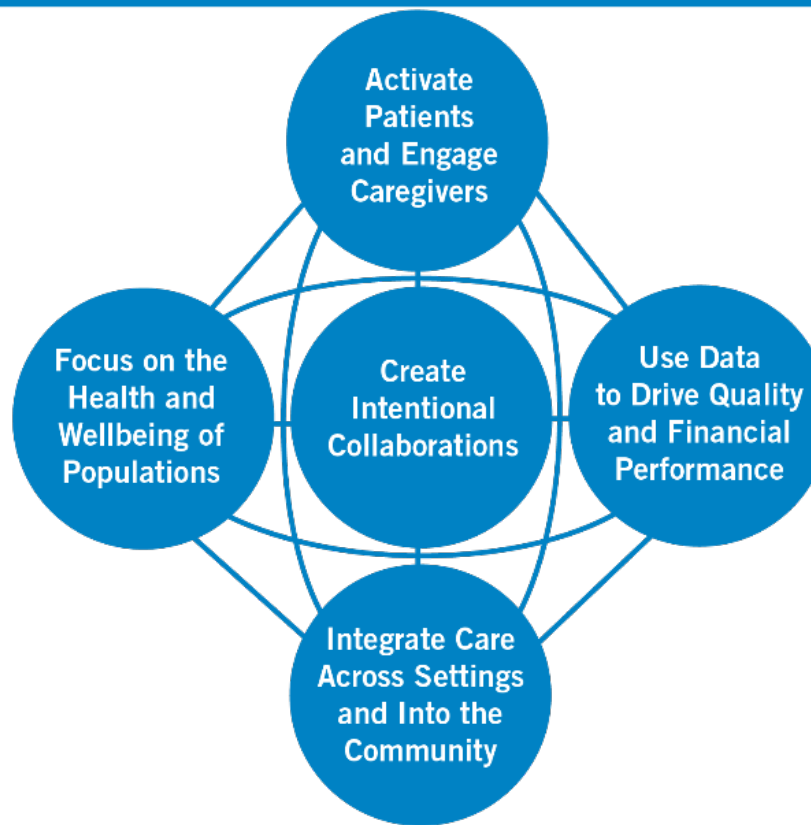 Activate
Patients
and Engage
Caregivers
Focus on the
Health and
Wellbeing of
Populations
Create
Intentional
Collaborations
Use Data
to Drive Quality
and Financial
Performance
Integrate Care
Across Settings
and Into the
Community